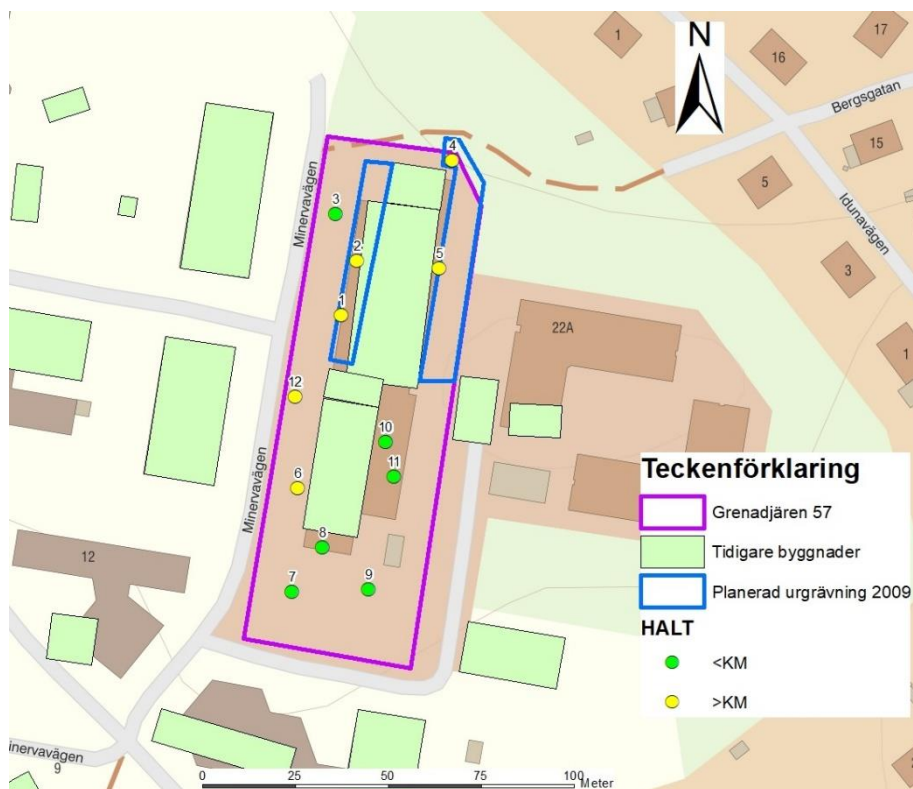 N
1
16
17
Bergsgatan
15
5
Idunavägen
3
1
4
Minervavägen
3
2
5
1
22A
12
10
11
6
Minervavägen
8
7
9
12
Teckenförklaring
Grenadjären 57
Tidigare byggnader
Planerad urgrävning 2009
HALT
<KM
>KM
inervavägen
9
0 25 50 75 100
Meter